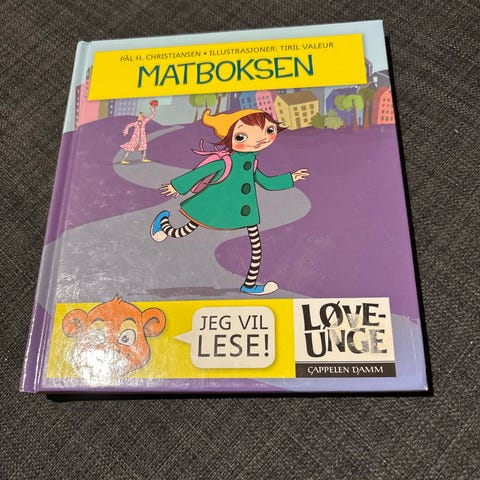 PÅL H. CHRISTIANSEN • ILLUSTRASJONER: TIRIL VALEUR
MATBOKSEN
JEG VIL
LESE!
LØVE-
UNGE
CAPPELEN DAMM